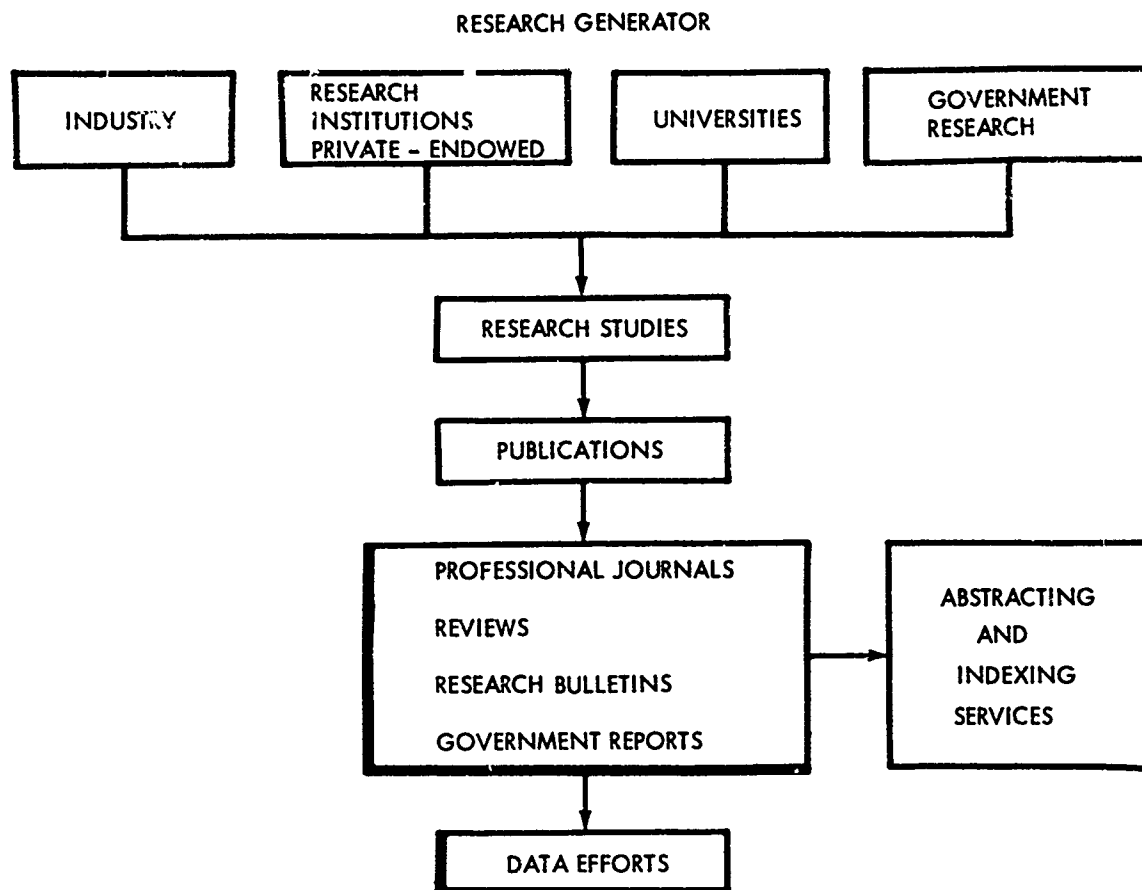 RESEARCH GENERATOR
INDUSTRY
RESEARCH
INSTITUTIONS
PRIVATE - ENDOWED
UNIVERSITIES
GOVERNMENT
RESEARCH
RESEARCH STUDIES
PUBLICATIONS
PROFESSIONAL JOURNALS
REVIEWS
RESEARCH BULLETINS
GOVERNMENT REPORTS
ABSTRACTING
AND
INDEXING
SERVICES
DATA EFFORTS